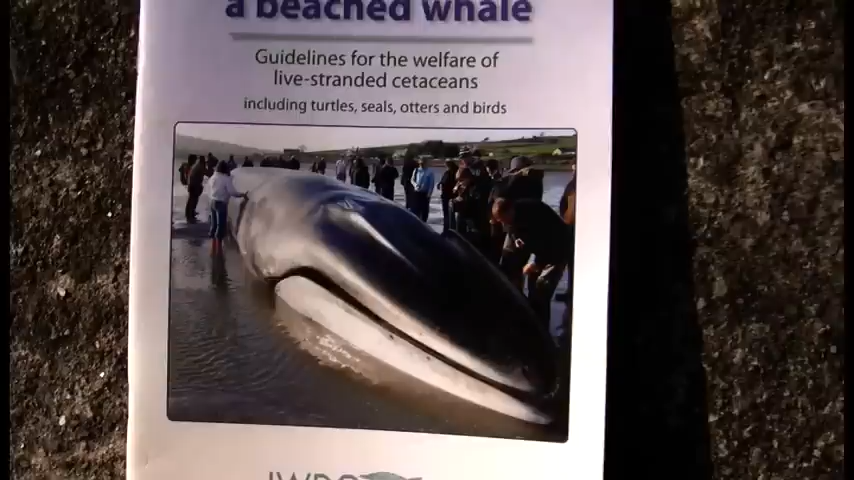 a beached whale
Guidelines for the welfare of
live-stranded cetaceans
including turtles, seals, otters and birds